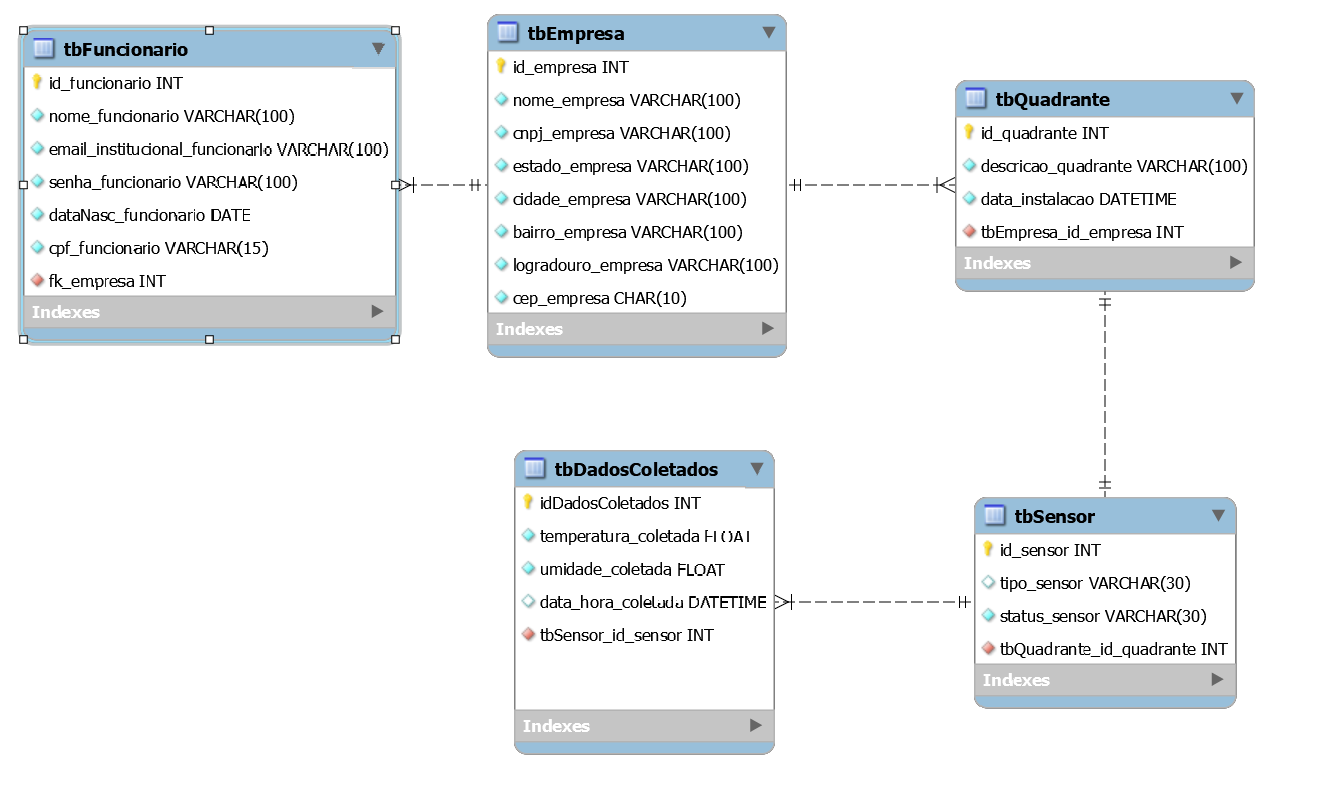 tbFuncionario
id_funcionario INT
nome_funcionario VARCHAR(100)
email_institucional_funcionario VARCHAR(100)
senha_funcionario VARCHAR(100)
dataNasc_funcionario DATE
cpf_funcionario VARCHAR(15)
fk_empresa INT
Indexes
tbEmpresa
id_empresa INT
nome_empresa VARCHAR(100)
cnpj_empresa VARCHAR(100)
estado_empresa VARCHAR(100)
cidade_empresa VARCHAR(100)
bairro_empresa VARCHAR(100)
logradouro_empresa VARCHAR(100)
cep_empresa CHAR(10)
Indexes
tbQuadrante
id_quadrante INT
descricao_quadrante VARCHAR(100)
data_instalacao DATETIME
tbEmpresa_id_empresa INT
Indexes
tbDadosColetados
idDadosColetados INT
temperatura_coletada FLOAT
umidade_coletada FLOAT
data_hora_coletada DATETIME
tbSensor_id_sensor INT
Indexes
tbSensor
id_sensor INT
tipo_sensor VARCHAR(30)
status_sensor VARCHAR(30)
tbQuadrante_id_quadrante INT
Indexes